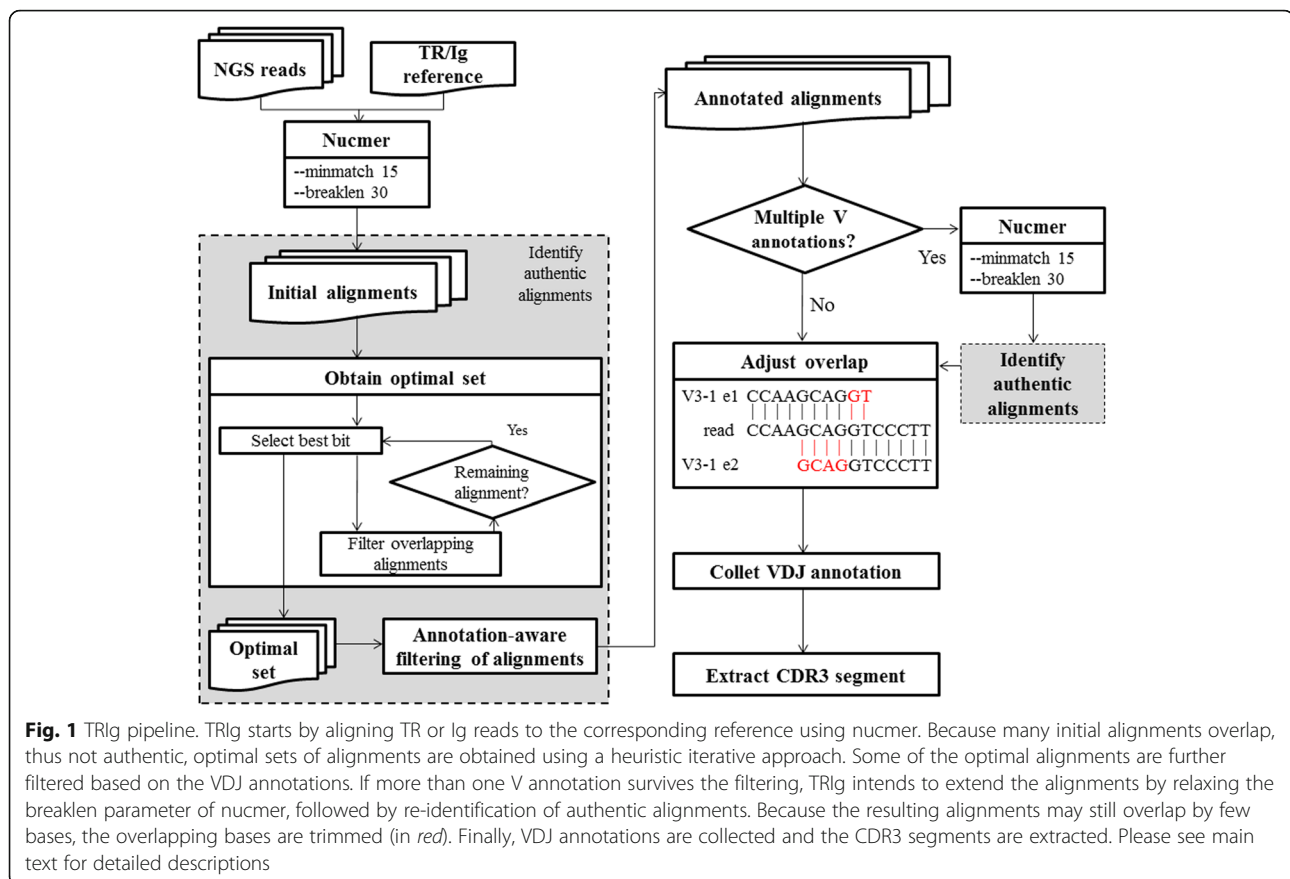 NGS reads
TR/Ig
reference
Nucmer
--minmatch 15
--breaklen 30
Identify
authentic
alignments
Initial alignments
Obtain optimal set
Select best bit
Yes
Remaining
alignment?
Filter overlapping
alignments
Optimal
set
Annotation-aware
filtering of alignments
Annotated alignments
Multiple V
annotations?
Yes
No
Nucmer
--minmatch 15
--breaklen 30
Identify
authentic
alignments
Adjust overlap
V3-1 e1 CCAAGCAGGT
read CCAAGCAGGTCCCTT
V3-1 e2 GCAGGTCCCTT
Collet VDJ annotation
Extract CDR3 segment
Fig. 1 TRIg pipeline. TRIg starts by aligning TR or Ig reads to the corresponding reference using nucmer. Because many initial alignments overlap,
thus not authentic, optimal sets of alignments are obtained using a heuristic iterative approach. Some of the optimal alignments are further
filtered based on the VDJ annotations. If more than one V annotation survives the filtering, TRIg intends to extend the alignments by relaxing the
breaklen parameter of nucmer, followed by re-identification of authentic alignments. Because the resulting alignments may still overlap by few
bases, the overlapping bases are trimmed (in red). Finally, VDJ annotations are collected and the CDR3 segments are extracted. Please see main
text for detailed descriptions